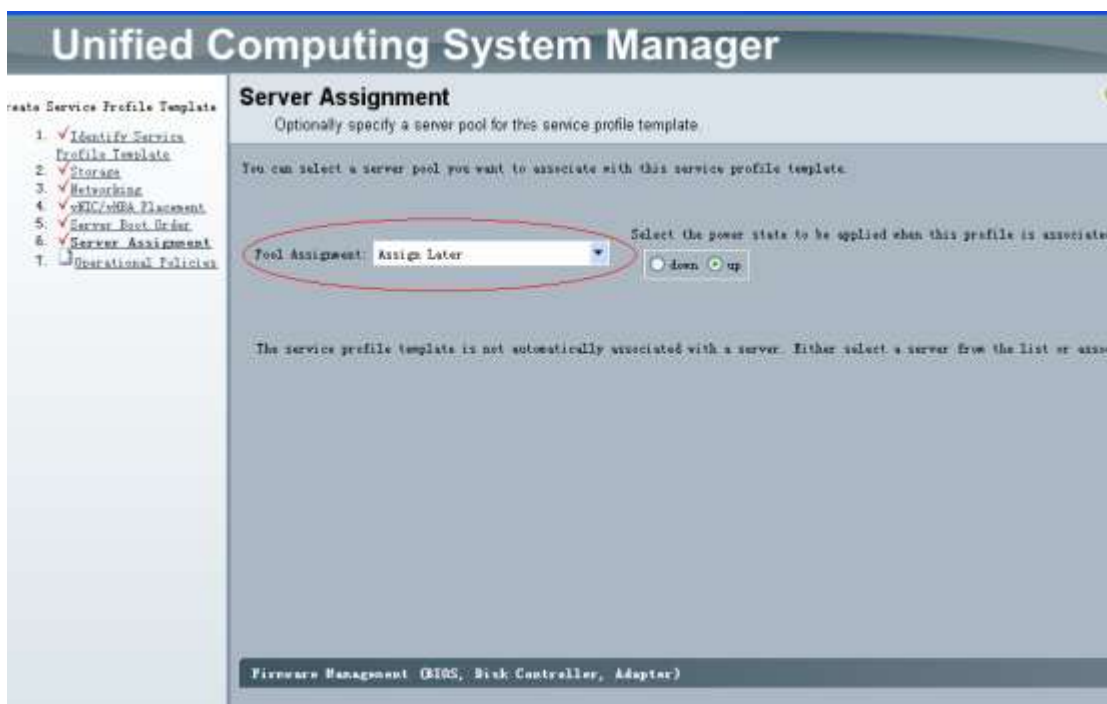 Unified Computing System Manager
reate Service Profile Template
1. Identify Service
Profile Template
2. Storage
3. Networking
4. vNIC/vHBA Placement
5. Server Boot Order
6. Server Assignment
7. Operational Policies
Server Assignment
Optionally specify a server pool for this service profile template.
You can select a server pool you want to associate with this service profile template.
Select the power state to be applied when this profile is associate
Pool Assignment: Assign Later
down up
The service profile template is not automatically associated with a server. Either select a server from the list or asso
Firmware Management (BIOS, Disk Controller, Adapter)